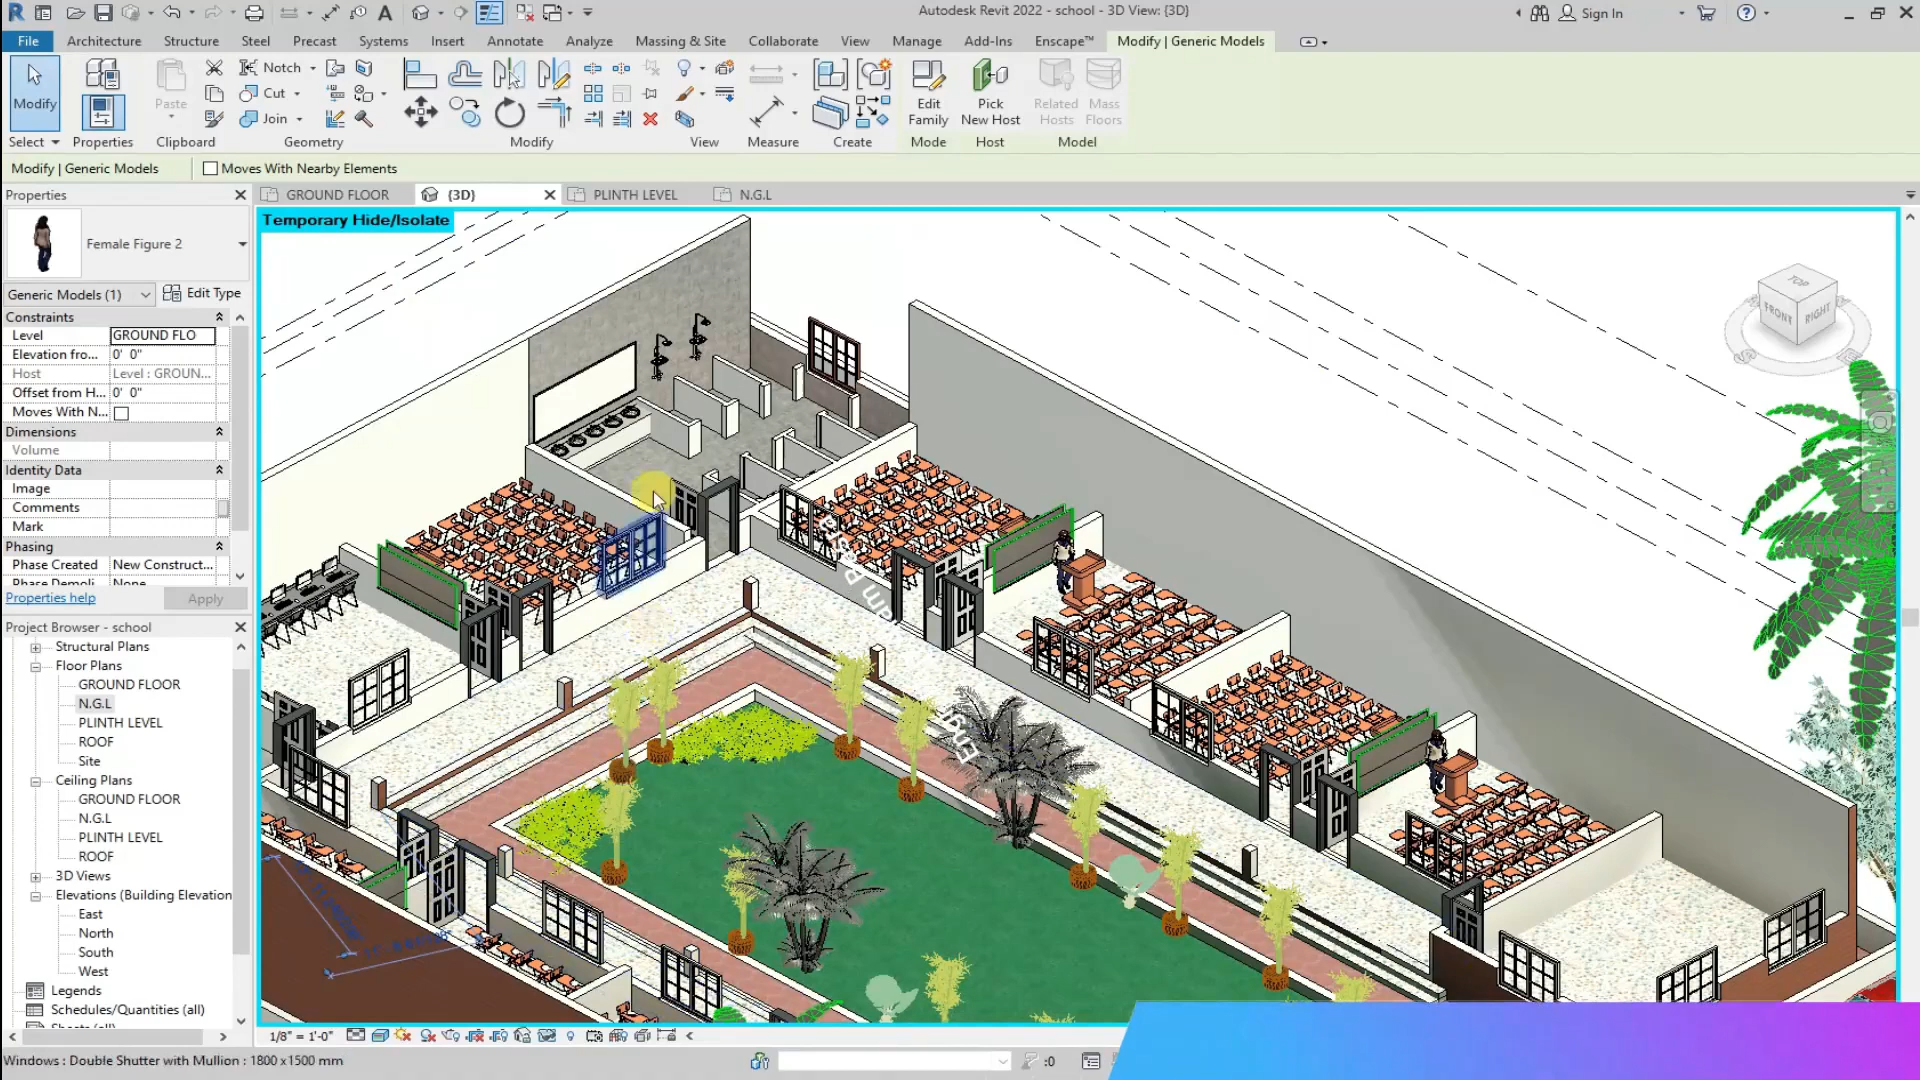 Autodesk Revit 2022 - school - 3D View: {3D}
Sign In
File
Architecture
Structure
Steel
Precast
Systems
Insert
Annotate
Analyze
Massing & Site
Collaborate
View
Manage
Add-Ins
Enscape™
Modify | Generic Models
Modify
Paste
Notch
Cut
Join
Edit
Family
Pick
New Host
Related
Hosts
Mass
Floors
Select
Properties
Clipboard
Geometry
Modify
View
Measure
Create
Mode
Host
Model
Modify | Generic Models
Moves With Nearby Elements
Properties
GROUND FLOOR
{3D}
PLINTH LEVEL
N.G.L
Temporary Hide/Isolate
Female Figure 2
Generic Models (1)
Edit Type
Constraints
Level
GROUND FLO
Elevation fro...
0' 0"
Host
Level : GROUN...
Offset from H...
0' 0"
Moves With N...
Dimensions
Volume
Identity Data
Image
Comments
Mark
Phasing
Phase Created
New Construct...
Phase Demoli
None
Properties help
Apply
Project Browser - school
Structural Plans
Floor Plans
GROUND FLOOR
N.G.L
PLINTH LEVEL
ROOF
Site
Ceiling Plans
GROUND FLOOR
N.G.L
PLINTH LEVEL
ROOF
3D Views
Elevations (Building Elevation
East
North
South
West
Legends
Schedules/Quantities (all)
Sheets (all)
TOP
FRONT
RIGHT
1/8" = 1'-0"
Windows : Double Shutter with Mullion : 1800 x1500 mm
:0